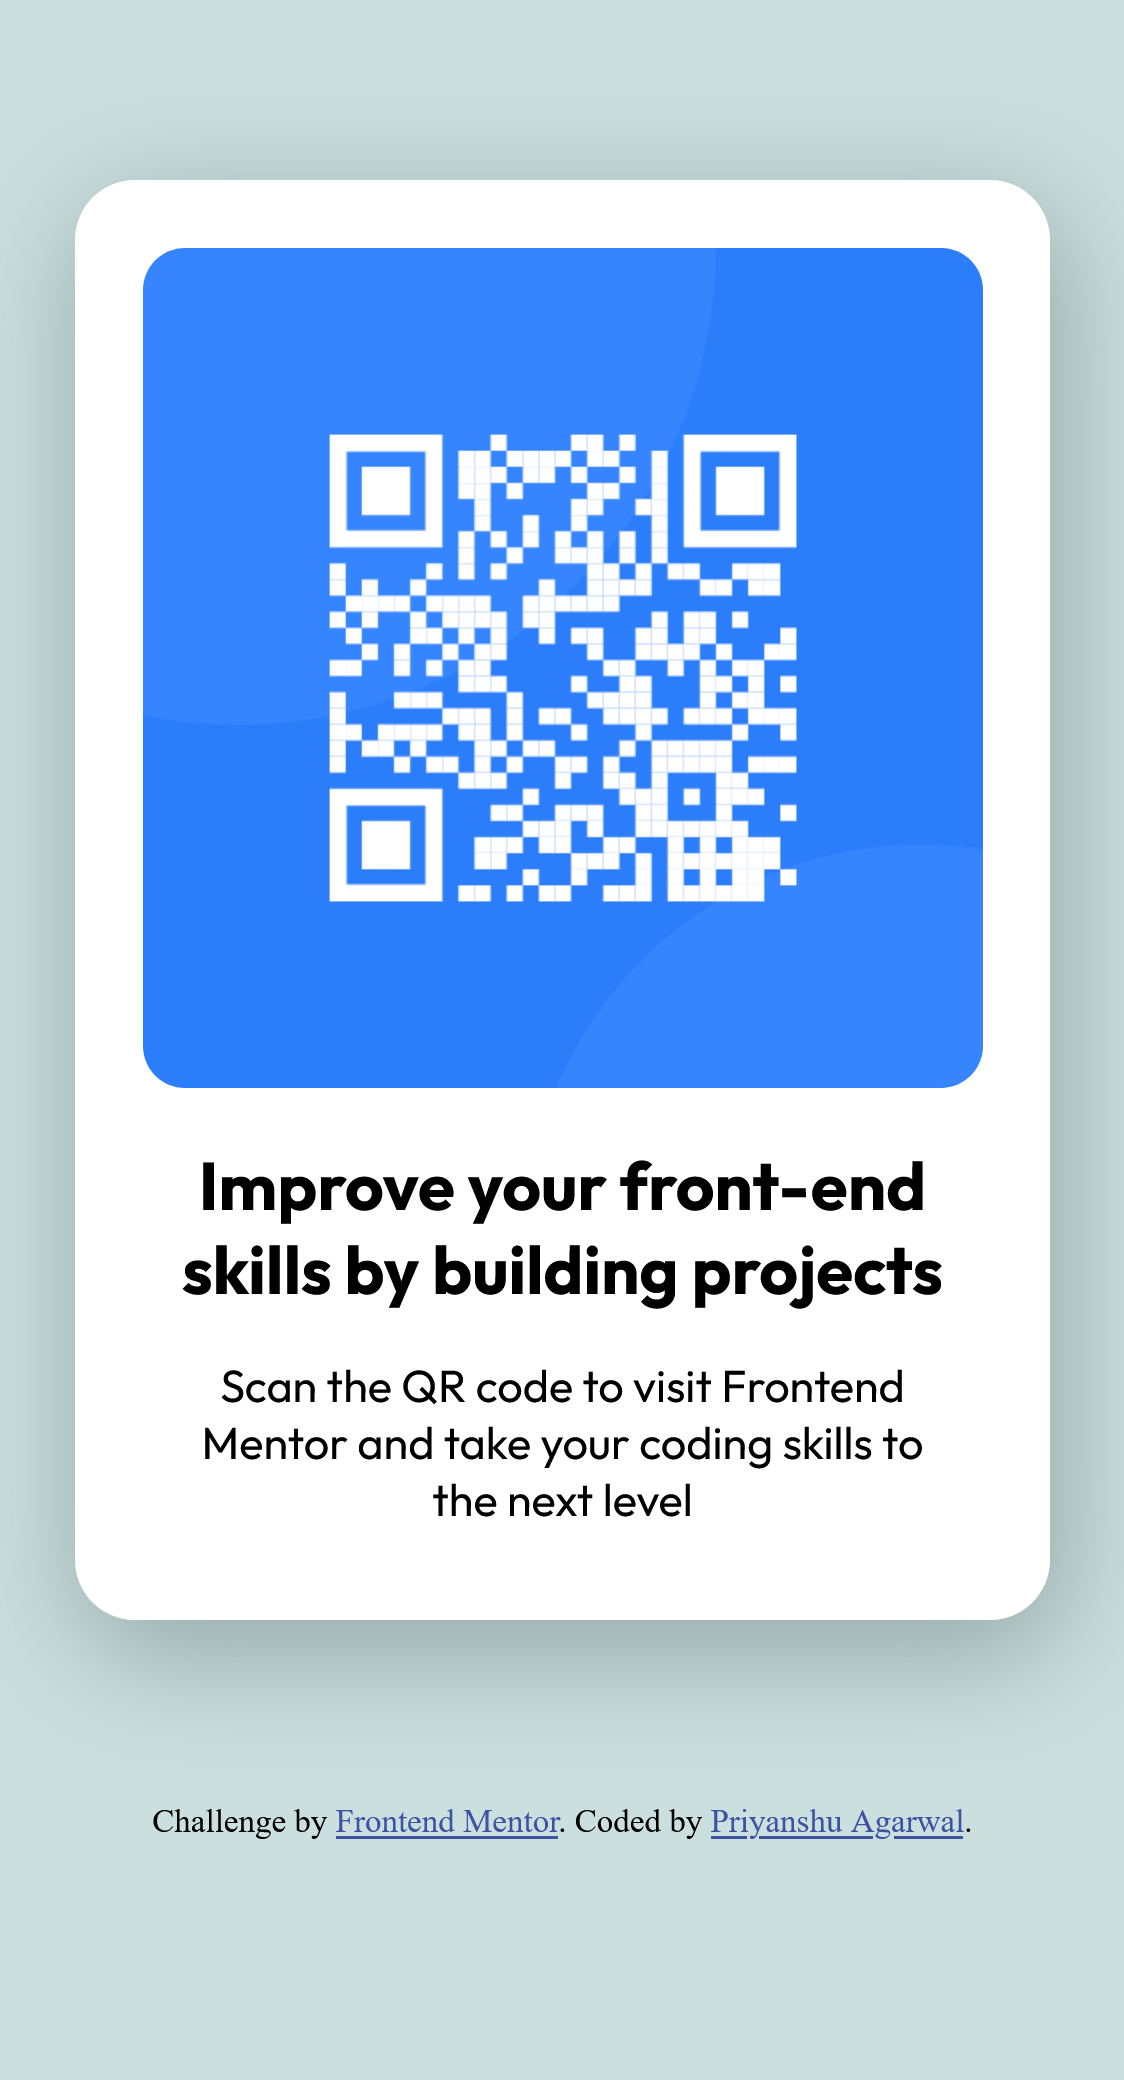 Improve your front-end
skills by building projects
Scan the QR code to visit Frontend
Mentor and take your coding skills to
the next level
Challenge by Frontend Mentor. Coded by Priyanshu Agarwal.